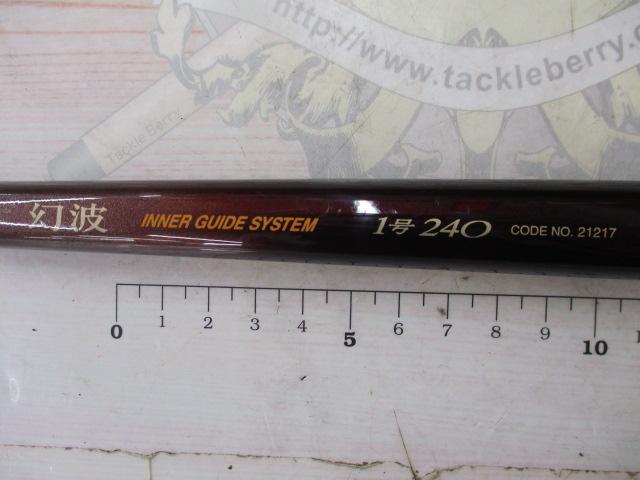 http://www.tackleberry.co
Tackle Berry
幻波 INNER GUIDE SYSTEM 1号 240 CODE NO. 21217
0 1 2 3 4 5 6 7 8 9 10